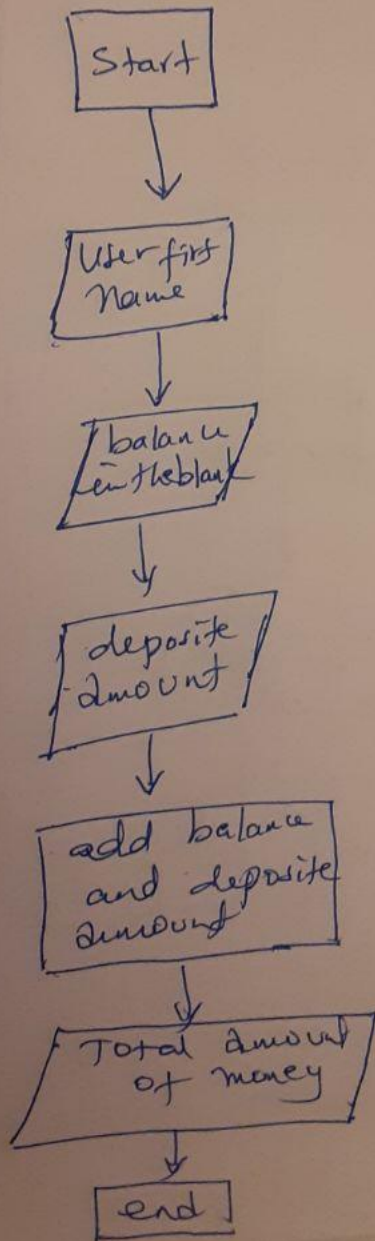 Start
User first
Name
balance
in the blank
deposite
amount
add balance
and deposite
amount
Total amount
of money
end